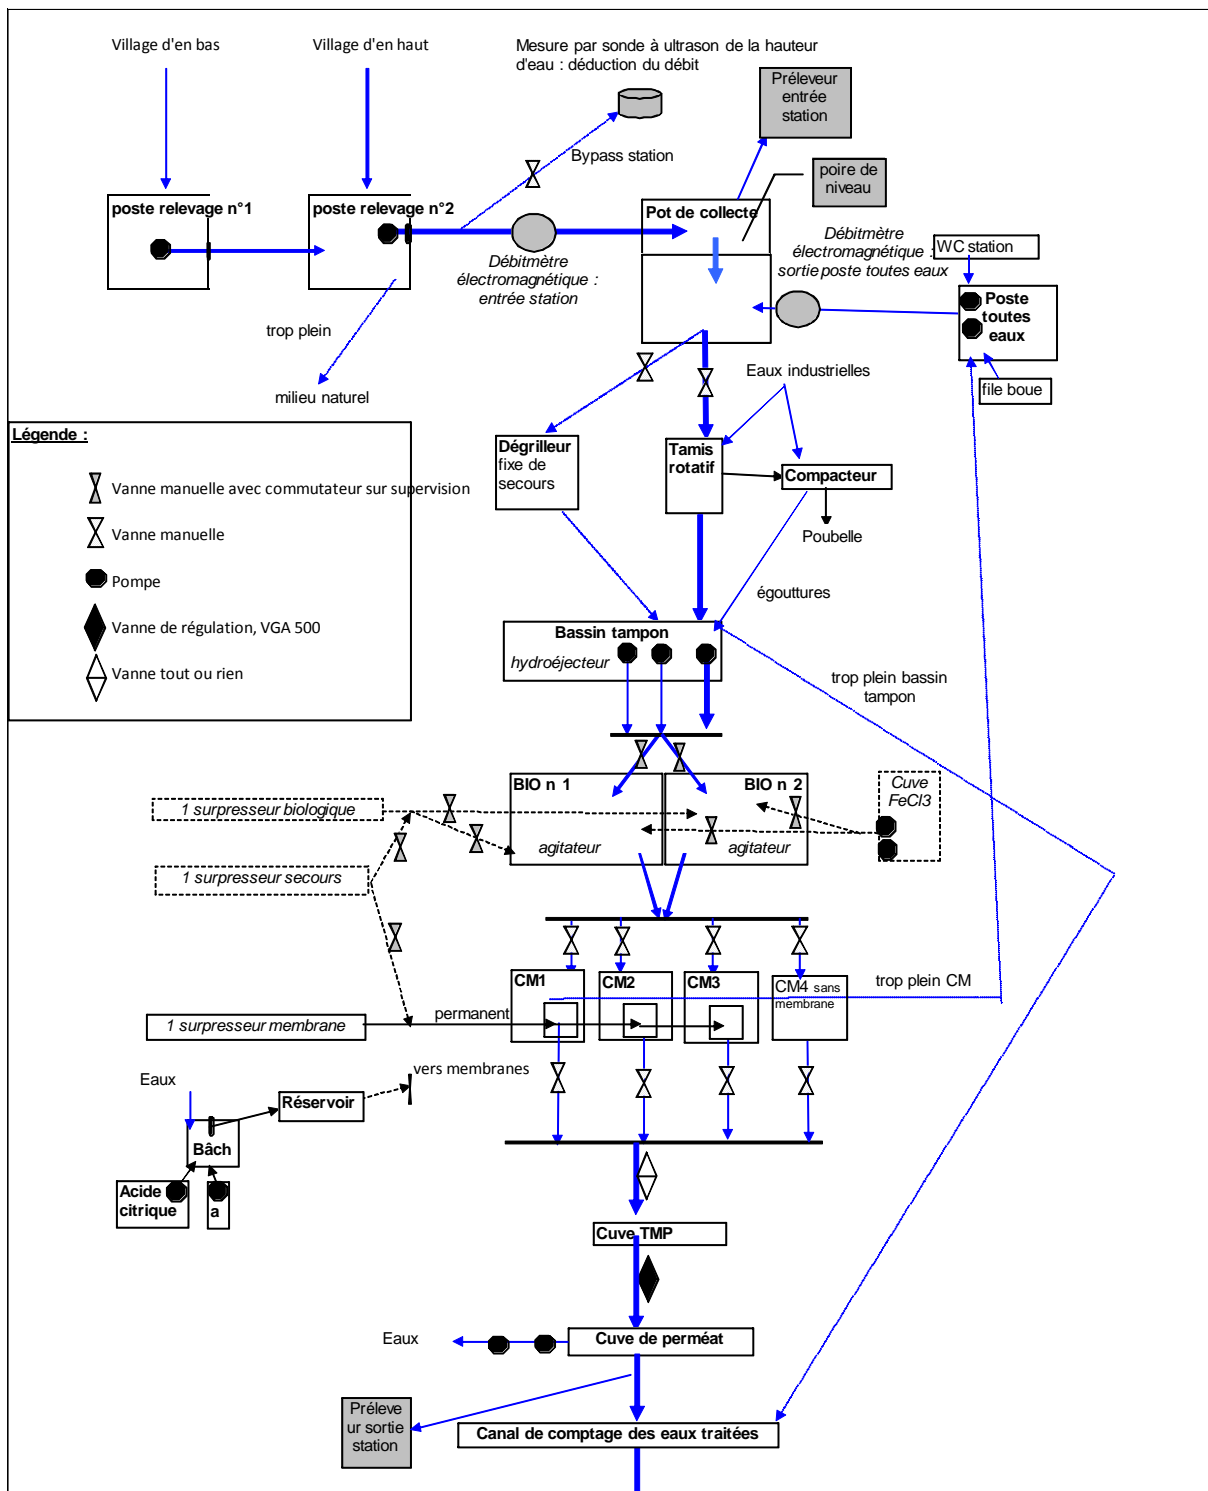 Village d'en bas
Village d'en haut
Mesure par sonde à ultrason de la hauteur
d'eau : déduction du débit
Préleveur
entrée
station
Bypass station
poire de
niveau
poste relevage n°1
poste relevage n°2
Pot de collecte
Débitmètre
électromagnétique :
entrée station
Débitmètre
électromagnétique :
sortie poste toutes eaux
WC station
Poste
toutes
eaux
trop plein
milieu naturel
Eaux industrielles
file boue
Légende :
Vanne manuelle avec commutateur sur supervision
Vanne manuelle
Pompe
Vanne de régulation, VGA 500
Vanne tout ou rien
Dégrilleur
fixe de
secours
Tamis
rotatif
Compacteur
Poubelle
égouttures
Bassin tampon
hydroéjecteur
trop plein bassin
tampon
BIO n 1
BIO n 2
Cuve
FeCl3
1 surpresseur biologique
agitateur
agitateur
1 surpresseur secours
CM1
CM2
CM3
CM4 sans
membrane
trop plein CM
1 surpresseur membrane
permanent
vers membranes
Eaux
Réservoir
Bâch
Acide
citrique
a
Cuve TMP
Eaux
Cuve de perméat
Préleve
ur sortie
station
Canal de comptage des eaux traitées